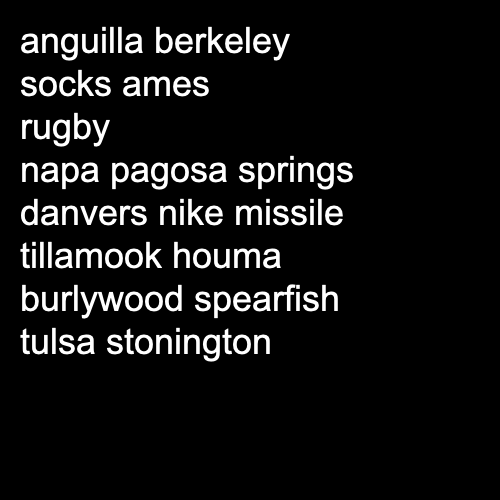 anguilla berkeley
socks ames
rugby
napa pagosa springs
danvers nike missile
tillamook houma
burlywood spearfish
tulsa stonington